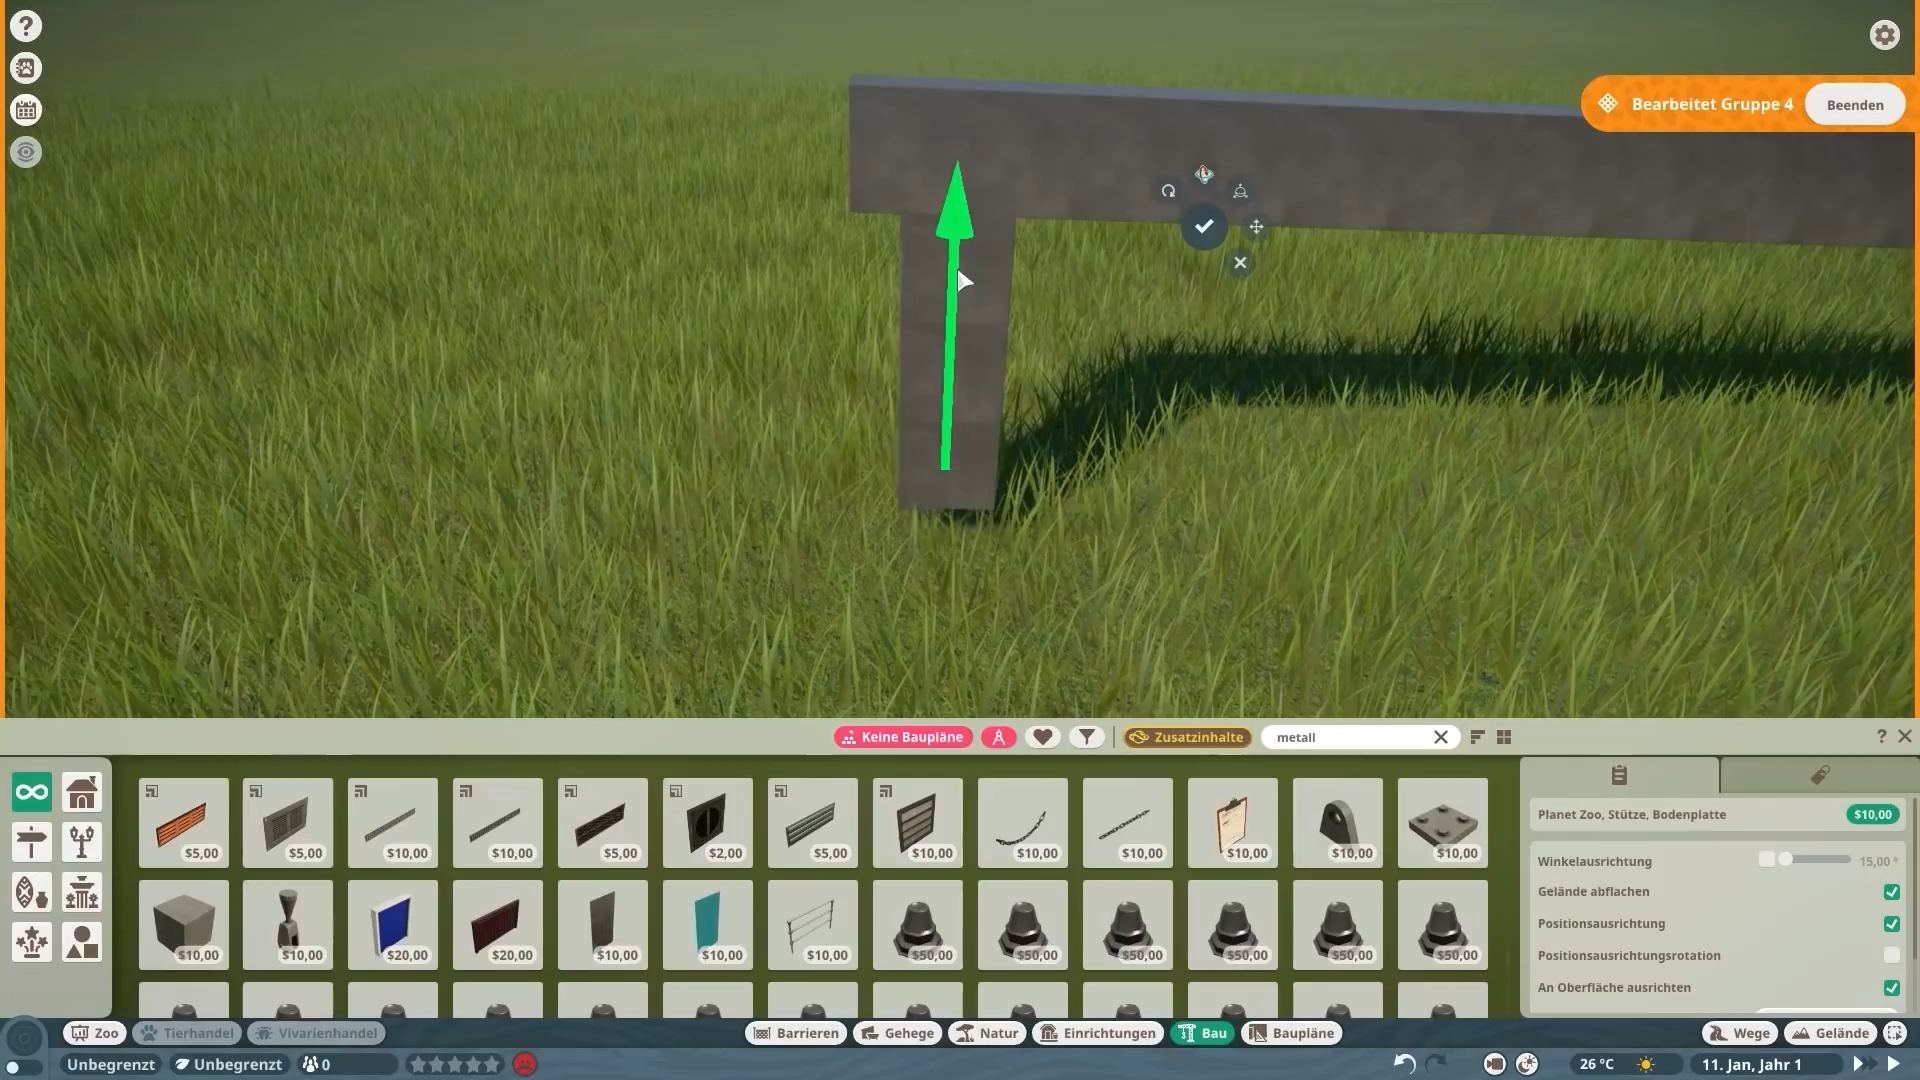 Bearbeitet Gruppe 4
Beenden
Keine Baupläne
Zusatzinhalte
metall
$5,00
$5,00
$10,00
$10,00
$5,00
$2,00
$5,00
$10,00
$10,00
$10,00
$10,00
$10,00
$10,00
$10,00
$10,00
$20,00
$20,00
$10,00
$10,00
$10,00
$50,00
$50,00
$50,00
$50,00
$50,00
$50,00
Planet Zoo, Stütze, Bodenplatte
$10,00
Winkelausrichtung
15,00 °
Gelände abflachen
Positionsausrichtung
Positionsausrichtungsrotation
An Oberfläche ausrichten
Zoo
Tierhandel
Vivarienhandel
Barrieren
Gehege
Natur
Einrichtungen
Bau
Baupläne
Wege
Gelände
Unbegrenzt
Unbegrenzt
0
26 °C
11. Jan, Jahr 1